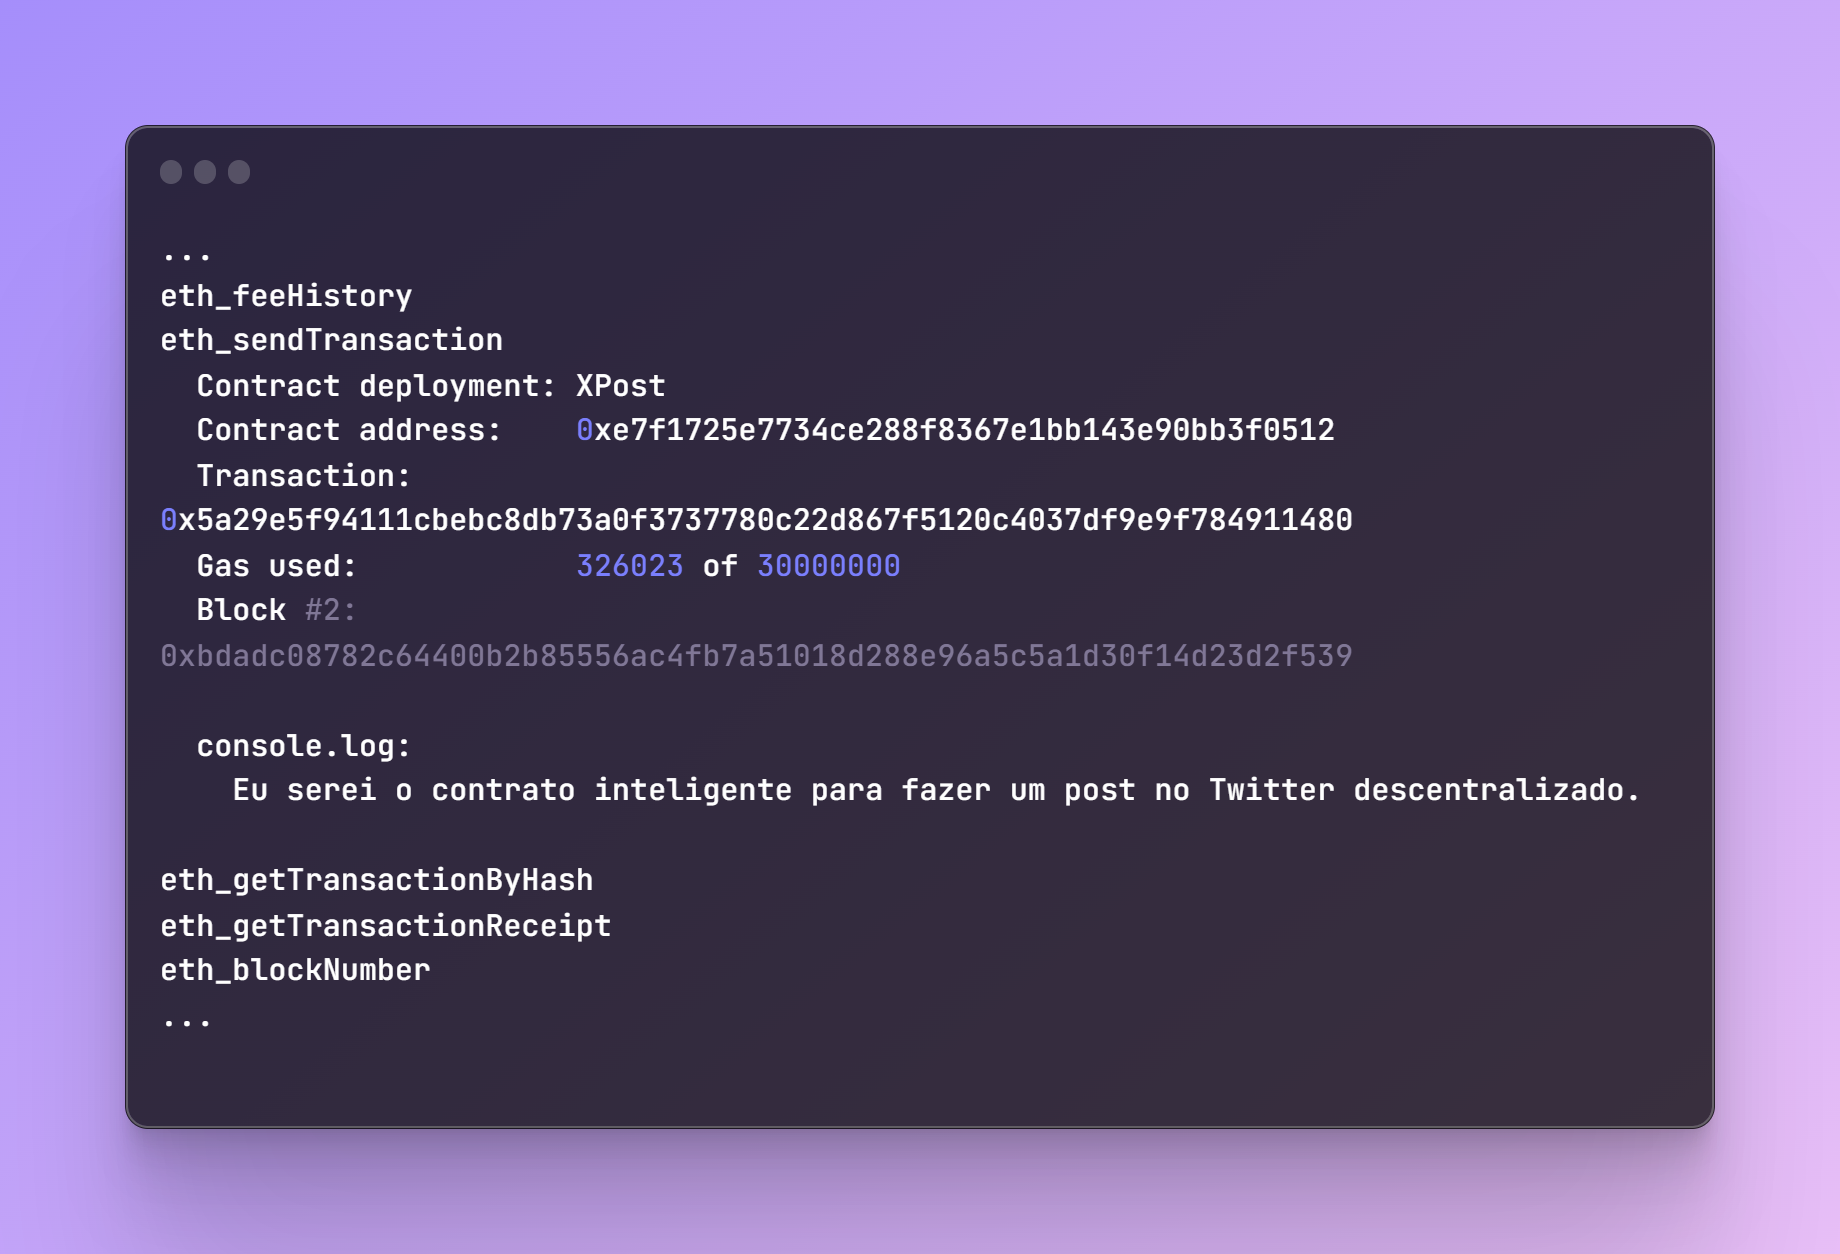 ...
eth_feeHistory
eth_sendTransaction
  Contract deployment: XPost
  Contract address:    0xe7f1725e7734ce288f8367e1bb143e90bb3f0512
  Transaction:
0x5a29e5f94111cbebc8db73a0f3737780c22d867f5120c4037df9e9f784911480
  Gas used:            326023 of 30000000
  Block #2:
0xbdadc08782c64400b2b85556ac4fb7a51018d288e96a5c5a1d30f14d23d2f539

  console.log:
    Eu serei o contrato inteligente para fazer um post no Twitter descentralizado.

eth_getTransactionByHash
eth_getTransactionReceipt
eth_blockNumber
...